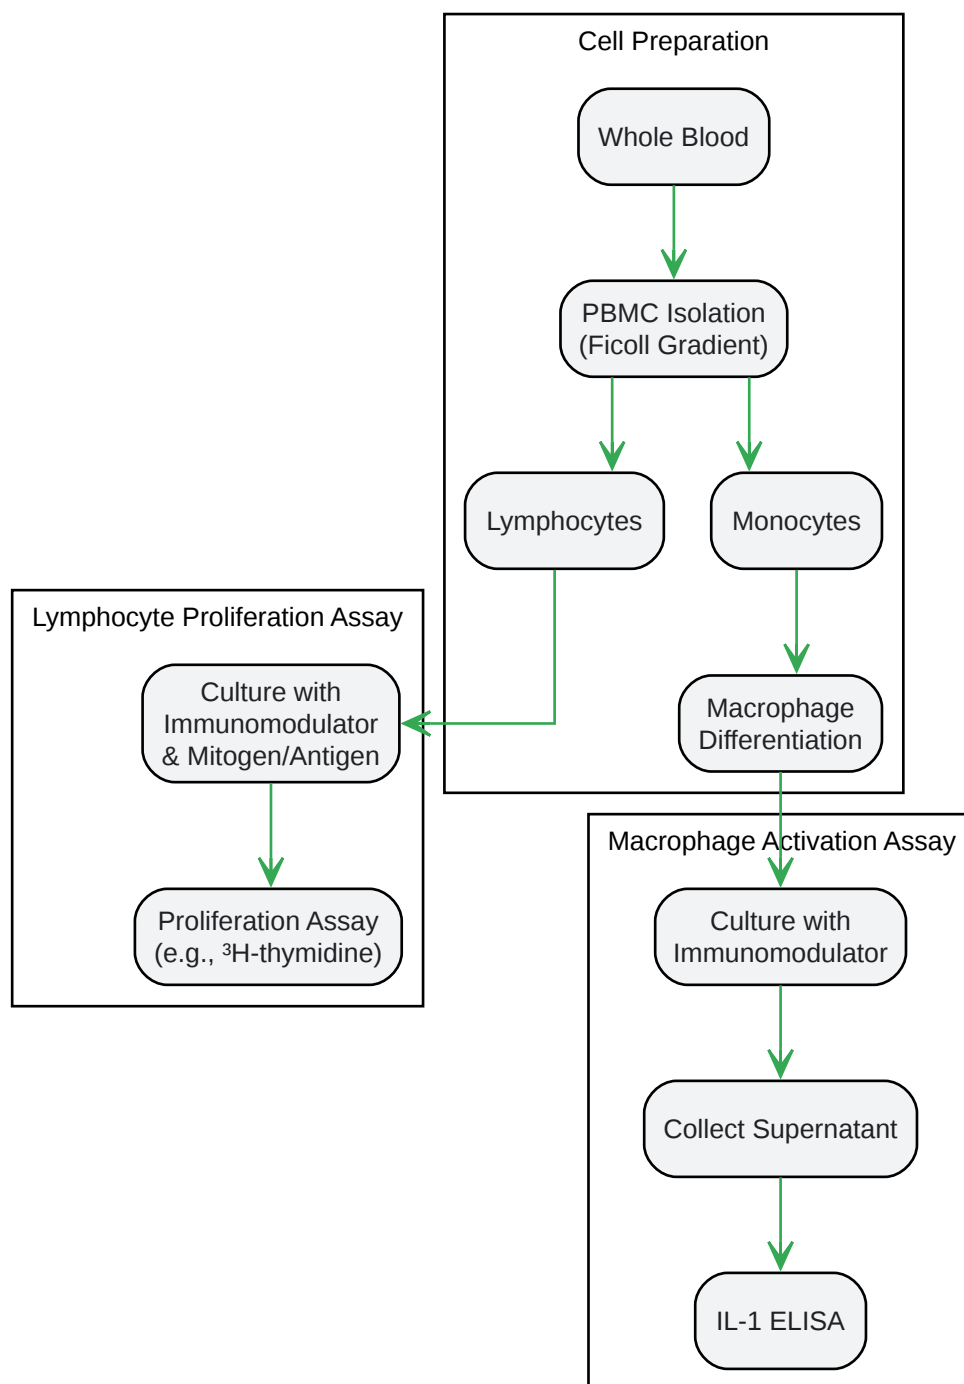 Cell Preparation
Whole Blood
PBMC Isolation
(Ficoll Gradient)
Lymphocytes
Monocytes
Lymphocyte Proliferation Assay
Culture with
Immunomodulator
& Mitogen/Antigen
Macrophage
Differentiation
Macrophage Activation Assay
Proliferation Assay
(e.g., ³H-thymidine)
Culture with
Immunomodulator
Collect Supernatant
IL-1 ELISA